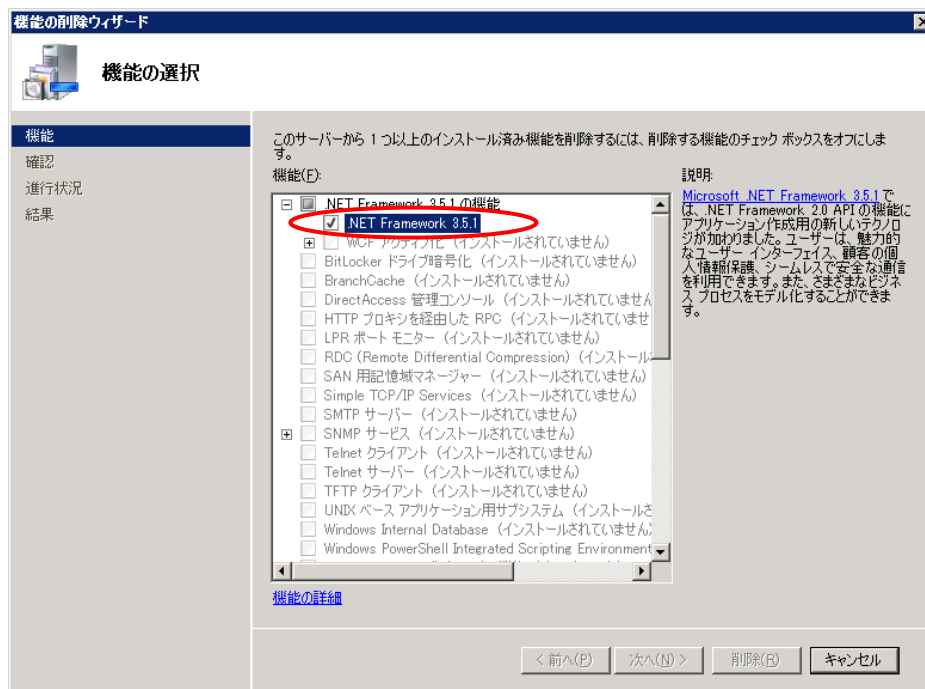 機能の削除ウィザード
機能の選択
機能
確認
進行状況
結果
このサーバーから 1 つ以上のインストール済み機能を削除するには、削除する機能のチェック ボックスをオフにしま
す。
機能(F):
.NET Framework 3.5.1 の機能
.NET Framework 3.5.1
WCF アクティブ化 (インストールされていません)
BitLocker ドライブ暗号化 (インストールされていません)
BranchCache (インストールされていません)
DirectAccess 管理コンソール (インストールされていません
HTTP プロキシを経由した RPC (インストールされていませ
LPR ポート モニター (インストールされていません)
RDC (Remote Differential Compression) (インストール
SAN 用記憶域マネージャー (インストールされていません)
Simple TCP/IP Services (インストールされていません)
SMTP サーバー (インストールされていません)
SNMP サービス (インストールされていません)
Telnet クライアント (インストールされていません)
Telnet サーバー (インストールされていません)
TFTP クライアント (インストールされていません)
UNIX ベース アプリケーション用サブシステム (インストールさ
Windows Internal Database (インストールされていません)
Windows PowerShell Integrated Scripting Environment
機能の詳細
説明:
Microsoft .NET Framework 3.5.1 で
は、.NET Framework 2.0 API の機能に
アプリケーション作成用の新しいテクノロ
ジが加わりました。ユーザーは、魅力的
なユーザー インターフェイス、顧客の個
人情報保護、シームレスで安全な通信
を利用できます。また、さまざまなビジネ
ス プロセスをモデル化することができま
す。
< 前へ(P)
次へ(N) >
削除(R)
キャンセル